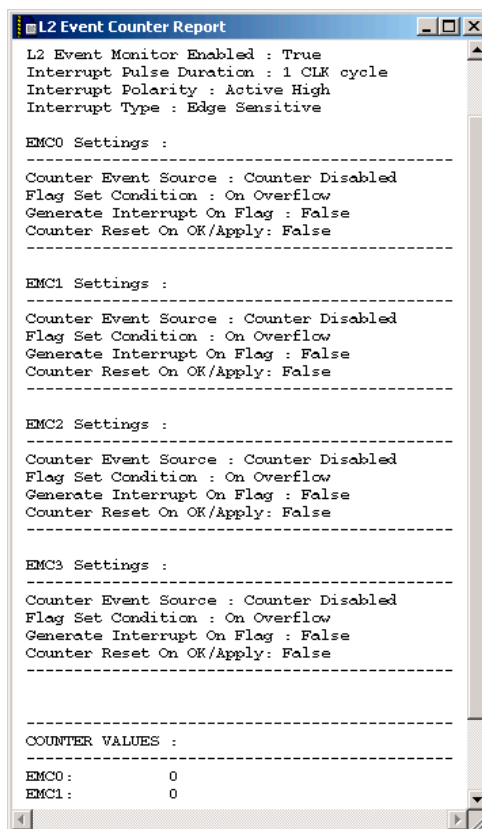 L2 Event Counter Report
L2 Event Monitor Enabled : True
Interrupt Pulse Duration : 1 CLK cycle
Interrupt Polarity : Active High
Interrupt Type : Edge Sensitive
EMC0 Settings :
--------------------------------------------------
Counter Event Source : Counter Disabled
Flag Set Condition : On Overflow
Generate Interrupt On Flag : False
Counter Reset On OK/Apply: False
--------------------------------------------------
EMC1 Settings :
--------------------------------------------------
Counter Event Source : Counter Disabled
Flag Set Condition : On Overflow
Generate Interrupt On Flag : False
Counter Reset On OK/Apply: False
--------------------------------------------------
EMC2 Settings :
--------------------------------------------------
Counter Event Source : Counter Disabled
Flag Set Condition : On Overflow
Generate Interrupt On Flag : False
Counter Reset On OK/Apply: False
--------------------------------------------------
EMC3 Settings :
--------------------------------------------------
Counter Event Source : Counter Disabled
Flag Set Condition : On Overflow
Generate Interrupt On Flag : False
Counter Reset On OK/Apply: False
--------------------------------------------------
--------------------------------------------------
COUNTER VALUES :
--------------------------------------------------
EMC0: 0
EMC1: 0